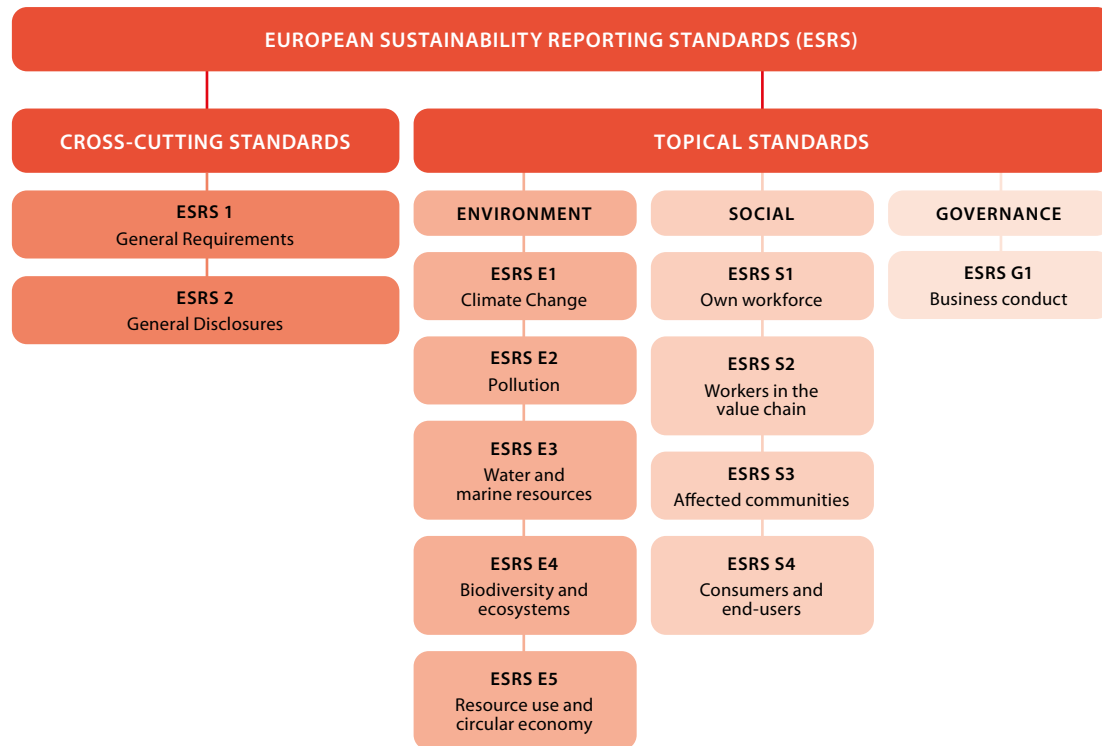 EUROPEAN SUSTAINABILITY REPORTING STANDARDS (ESRS)
CROSS-CUTTING STANDARDS
ESRS 1
General Requirements
ESRS 2
General Disclosures
TOPICAL STANDARDS
ENVIRONMENT
ESRS E1
Climate Change
ESRS E2
Pollution
ESRS E3
Water and
marine resources
ESRS E4
Biodiversity and
ecosystems
ESRS E5
Resource use and
circular economy
SOCIAL
ESRS S1
Own workforce
ESRS S2
Workers in the
value chain
ESRS S3
Affected communities
ESRS S4
Consumers and
end-users
GOVERNANCE
ESRS G1
Business conduct